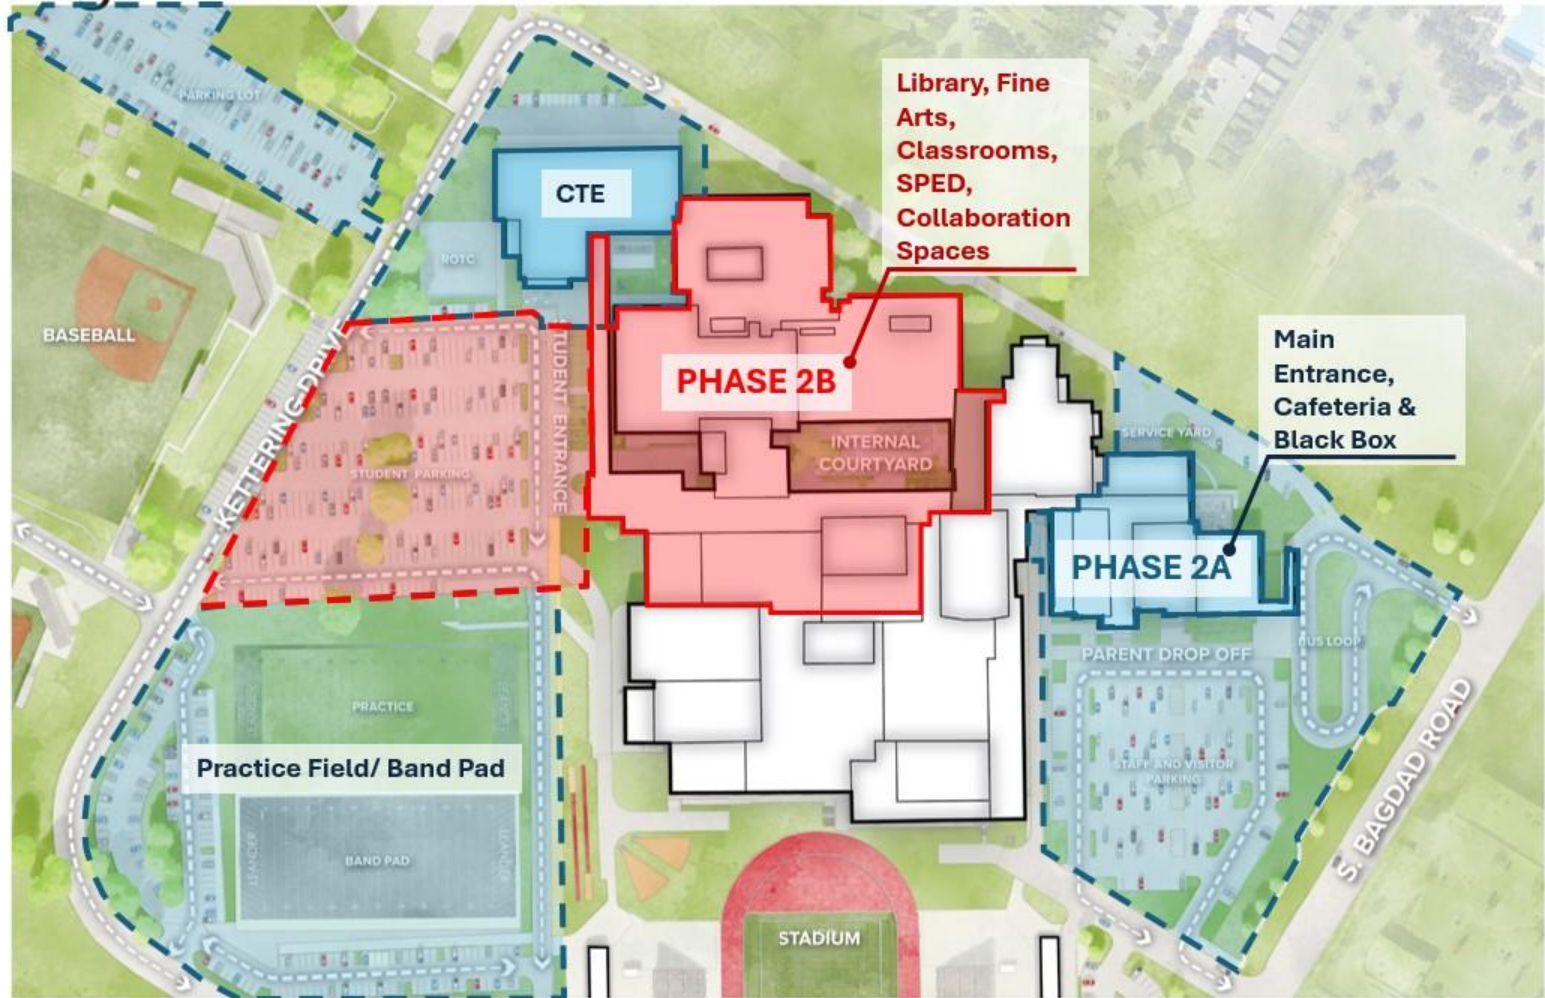 PARKING LOT
Library, Fine
Arts,
Classrooms,
SPED,
Collaboration
Spaces
CTE
ROTC
BASEBALL
KETTERING DRIVE
STUDENT ENTRANCE
PHASE 2B
INTERNAL
COURTYARD
STUDENT PARKING
Main
Entrance,
Cafeteria &
Black Box
SERVICE YARD
PHASE 2A
BUS LOOP
PARENT DROP OFF
STAFF AND VISITOR
PARKING
S. BAGDAD ROAD
PRACTICE
Practice Field/ Band Pad
LEANDER
BAND PAD
LEANDER
STADIUM